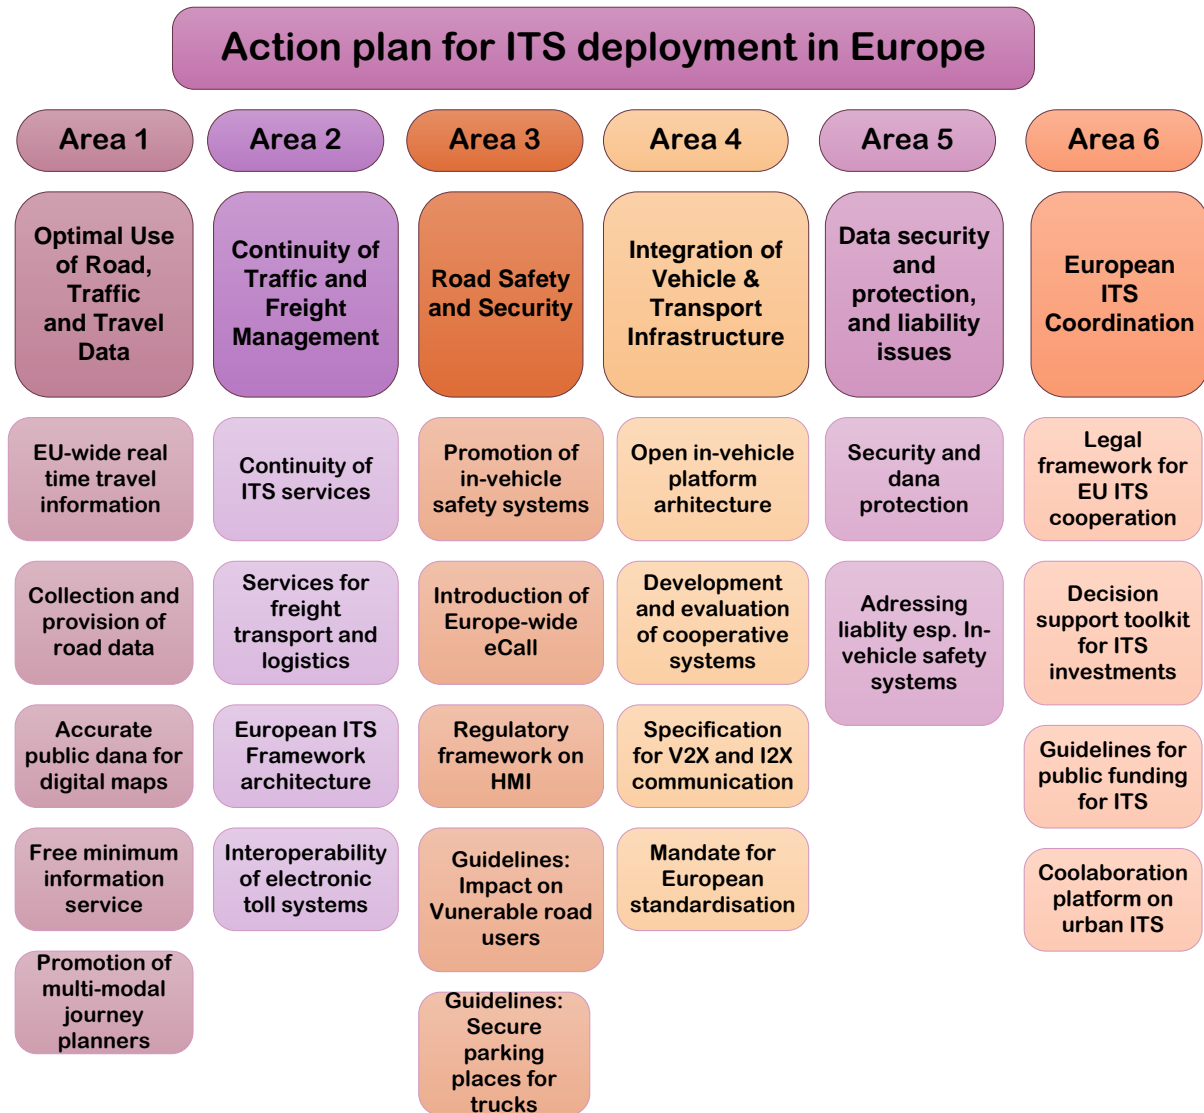 Action plan for ITS deployment in Europe
Area 1
Area 2
Area 3
Area 4
Area 5
Area 6
Optimal Use
of Road,
Traffic
and Travel
Data
Continuity of
Traffic and
Freight
Management
Road Safety
and Security
Integration of
Vehicle &
Transport
Infrastructure
Data security
and
protection,
and liability
issues
European
ITS
Coordination
EU-wide real
time travel
information
Continuity of
ITS services
Promotion of
in-vehicle
safety systems
Open in-vehicle
platform
arhitecture
Security and
dana
protection
Legal
framework for
EU ITS
cooperation
Collection and
provision of
road data
Services for
freight
transport and
logistics
Introduction of
Europe-wide
eCall
Development
and evaluation
of cooperative
systems
Adressing
liablity esp. In-
vehicle safety
systems
Decision
support toolkit
for ITS
investments
Accurate
public dana for
digital maps
European ITS
Framework
architecture
Regulatory
framework on
HMI
Specification
for V2X and I2X
communication
Guidelines for
public funding
for ITS
Free minimum
information
service
Interoperability
of electronic
toll systems
Guidelines:
Impact on
Vunerable road
users
Mandate for
European
standardisation
Coolaboration
platform on
urban ITS
Promotion of
multi-modal
journey
planners
Guidelines:
Secure
parking
places for
trucks